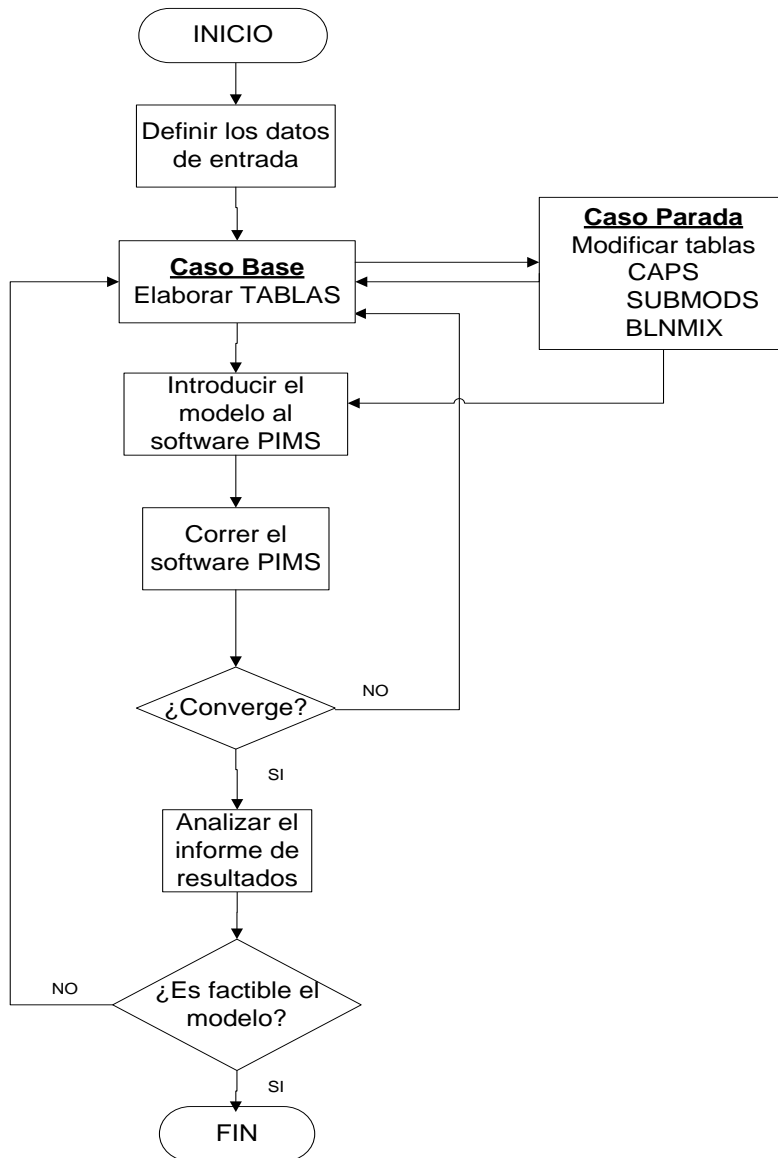 INICIO
Definir los datos
de entrada
Caso Base
Elaborar TABLAS
Caso Parada
Modificar tablas
CAPS
SUBMODS
BLNMIX
Introducir el
modelo al
software PIMS
Correr el
software PIMS
¿Converge?
NO
SI
Analizar el
informe de
resultados
¿Es factible el
modelo?
NO
SI
FIN